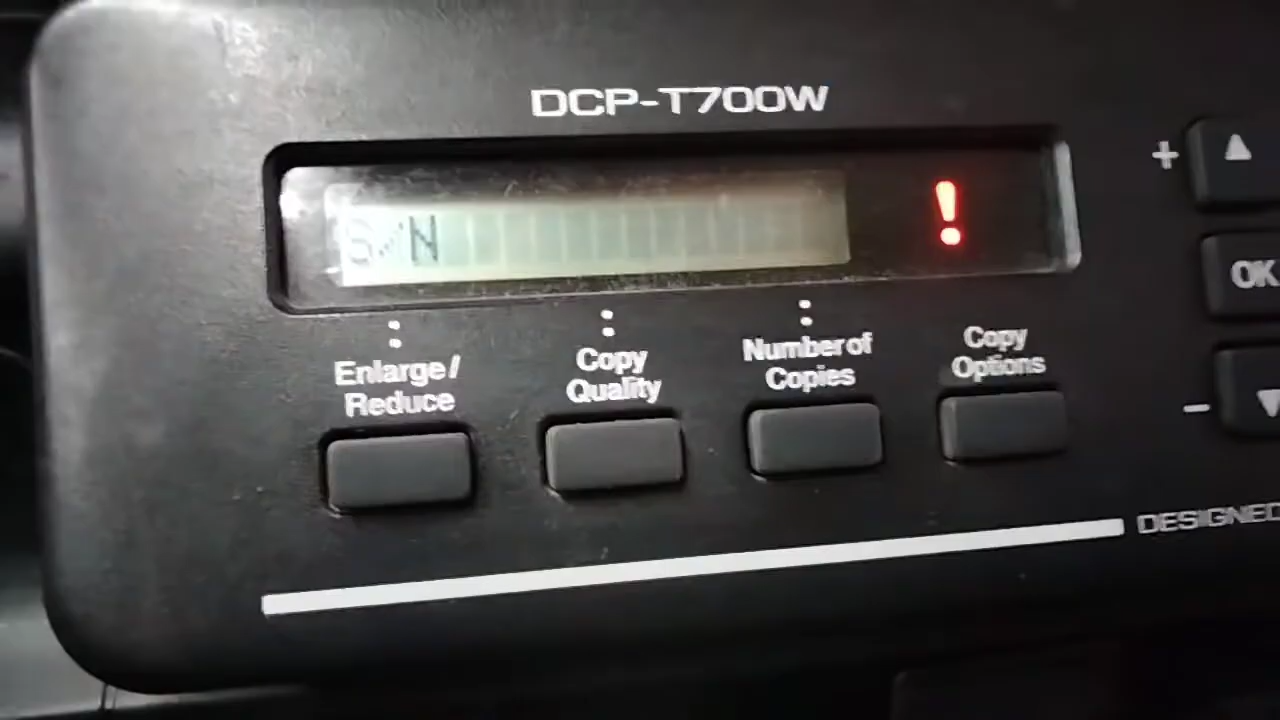 DCP-T700W
S/N
!
+
Enlarge/
Reduce
Copy
Quality
Number of
Copies
Copy
Options
OK
-
DESIGNED